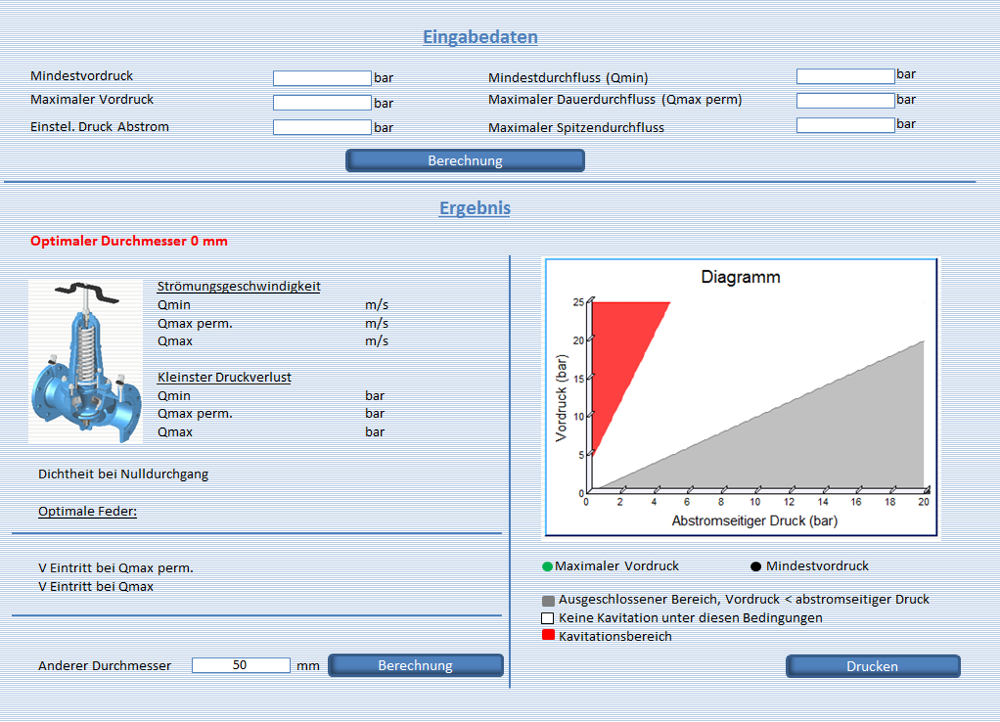 Eingabedaten
Mindestvordruck bar Mindestdurchfluss (Qmin) bar
Maximaler Vordruck bar Maximaler Dauerdurchfluss (Qmax perm) bar
Einstel. Druck Abstrom bar Maximaler Spitzendurchfluss bar
Berechnung
Ergebnis
Optimaler Durchmesser 0 mm
Strömungsgeschwindigkeit
Qmin m/s
Qmax perm. m/s
Qmax m/s
Kleinster Druckverlust
Qmin bar
Qmax perm. bar
Qmax bar
Dichtheit bei Nulldurchgang
Optimale Feder:
V Eintritt bei Qmax perm.
V Eintritt bei Qmax
Anderer Durchmesser 50 mm Berechnung
Diagramm
Vordruck (bar)
25
20
15
10
5
0
0 2 4 6 8 10 12 14 16 18 20
Abstromseitiger Druck (bar)
Maximaler Vordruck Mindestvordruck
Ausgeschlossener Bereich, Vordruck < abstromseitiger Druck
Keine Kavitation unter diesen Bedingungen
Kavitationsbereich
Drucken